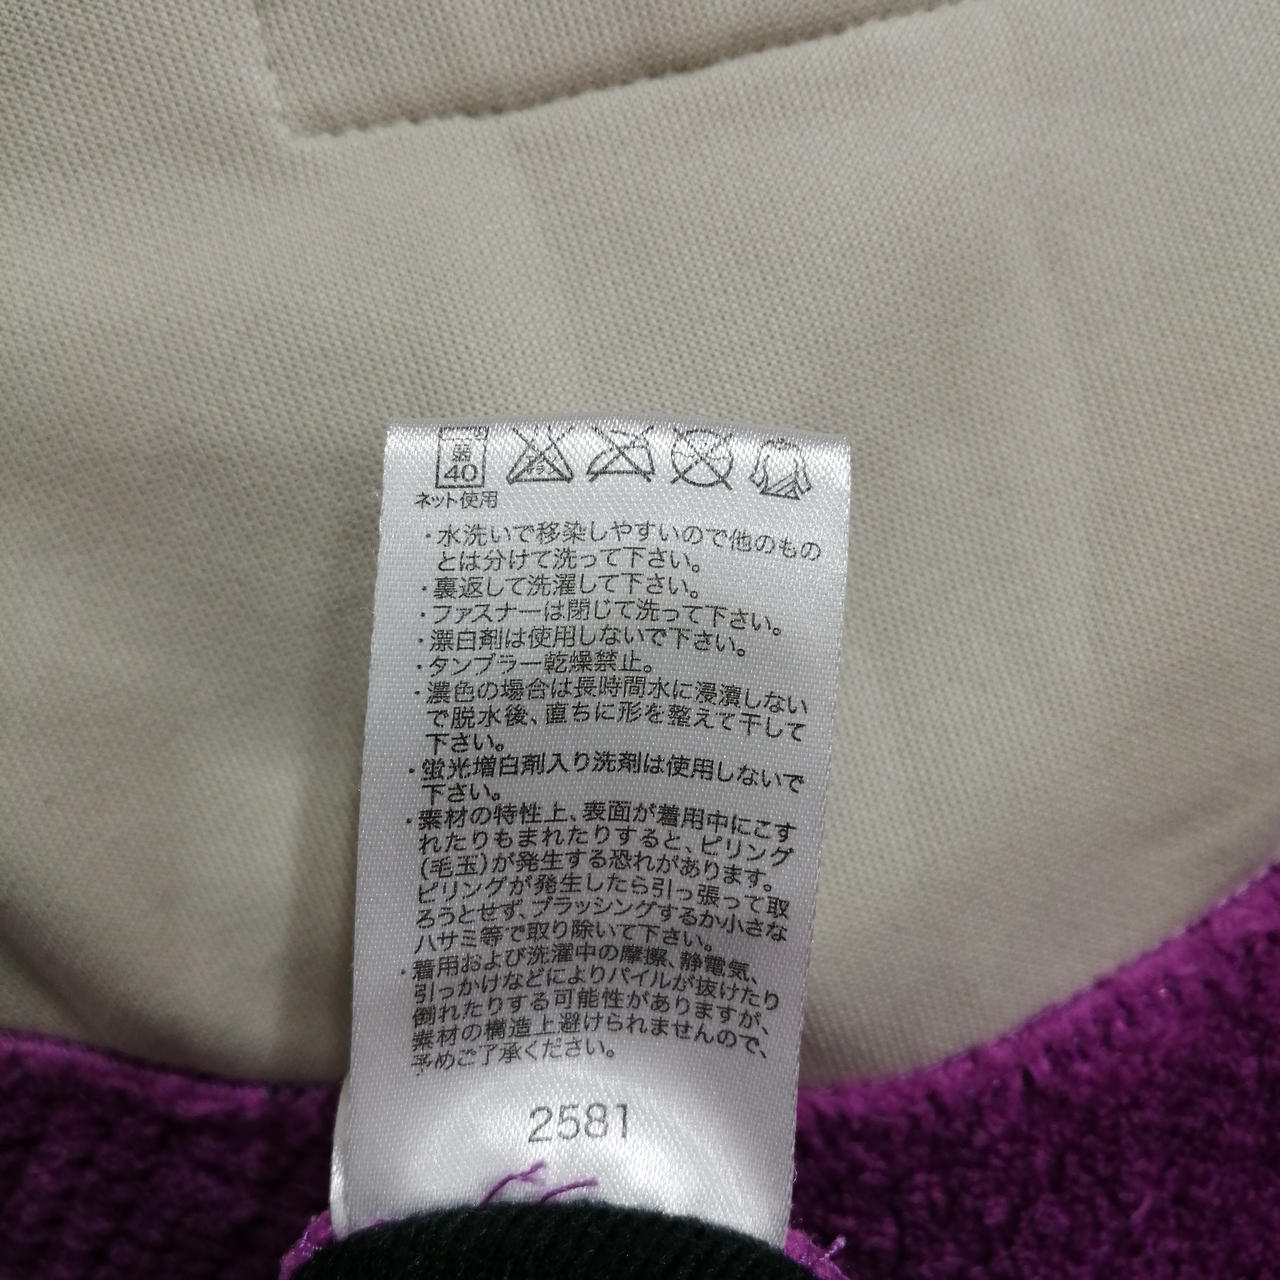 弱
40
ネット使用
・水洗いで移染しやすいので他のもの
とは分けて洗って下さい。
・裏返して洗濯して下さい。
・ファスナーは閉じて洗って下さい。
・漂白剤は使用しないで下さい。
・タンブラー乾燥禁止。
・濃色の場合は長時間水に浸漬しない
で脱水後、直ちに形を整えて干して
下さい。
・蛍光増白剤入り洗剤は使用しないで
下さい。
・素材の特性上、表面が着用中にこす
れたりもまれたりすると、ピリング
(毛玉)が発生する恐れがあります。
ピリングが発生したら引っ張って取
ろうとせず、ブラッシングするか小さな
ハサミ等で取り除いて下さい。
・着用および洗濯中の摩擦、静電気、
引っかけなどによりパイルが抜けたり
倒れたりする可能性がありますが、
素材の構造上避けられませんので、
予めご了承ください。
2581